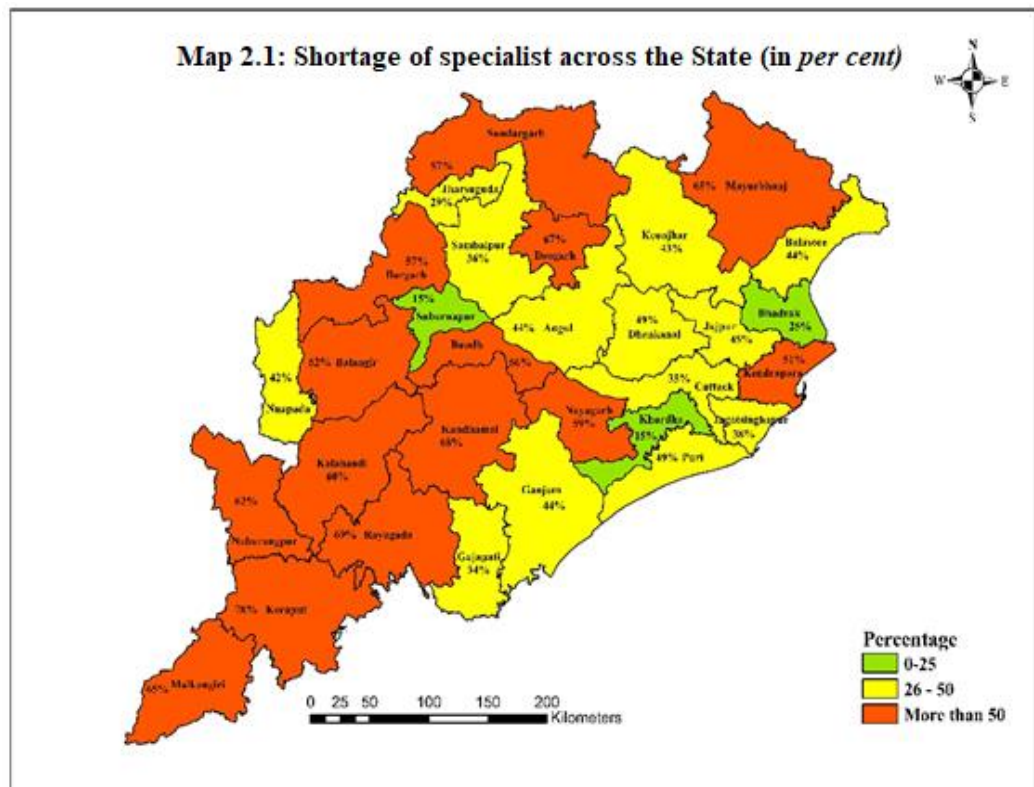 Map 2.1: Shortage of specialist across the State (in per cent)
N
W E
S
Sundargarh
57%
Jharsuguda
29%
65% Mayurbhanj
Keonjhar
43%
Balasore
44%
Sambalpur
36%
67%
Deogarh
57%
Bargarh
15%
Subarnapur
Bhadrak
25%
44% Angul
49%
Dhenkanal
Jajpur
45%
Boudh
56%
52% Balangir
51%
Kendrapara
42%
Nuapada
35%
Cuttack
Nayagarh
59%
Khurdha
15%
Jagatsinghapur
36%
Kandhamal
68%
49% Puri
Kalahandi
60%
Ganjam
44%
62%
Nabarangpur
69% Rayagada
Gajapati
34%
78% Koraput
65% Malkangiri
Percentage
0-25
26 - 50
More than 50
0 25 50 100 150 200
Kilometers